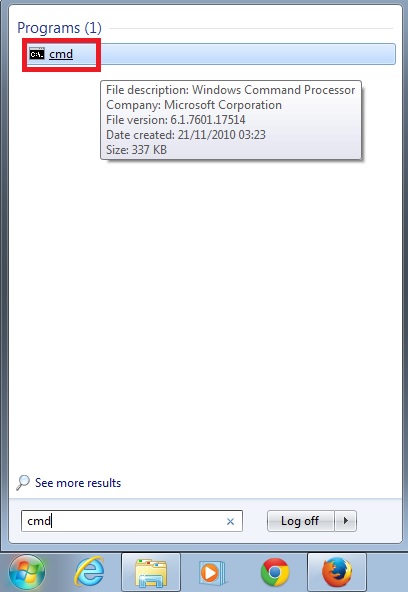 Programs (1)
C:\.
cmd
File description: Windows Command Processor
Company: Microsoft Corporation
File version: 6.1.7601.17514
Date created: 21/11/2010 03:23
Size: 337 KB
See more results
cmd
Log off